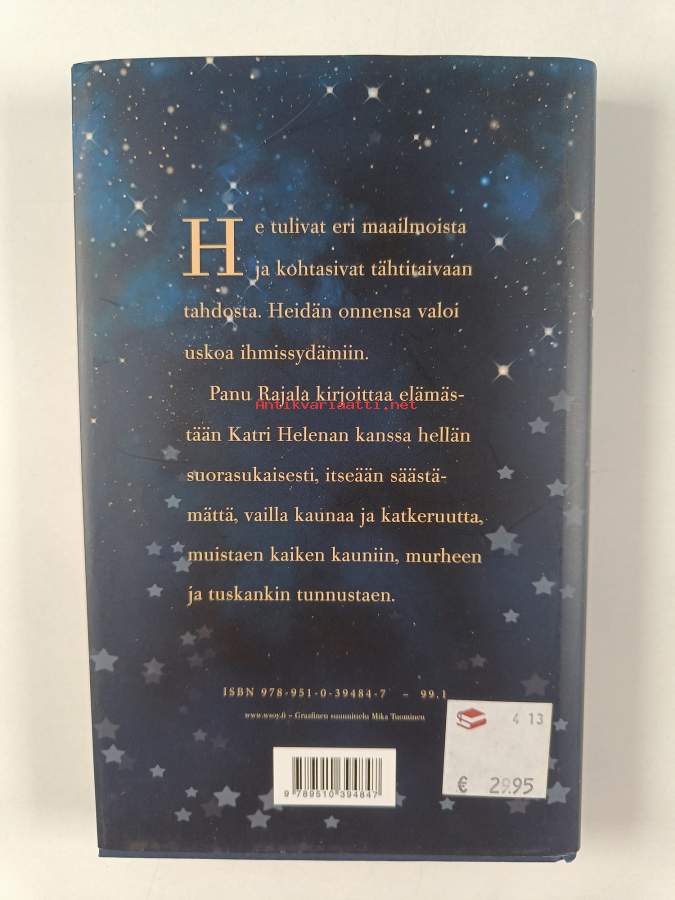 He tulivat eri maailmoista
ja kohtasivat tähtitaivaan
tahdosta. Heidän onnensa valoi
uskoa ihmissydämiin.
Panu Rajala kirjoittaa elämäs-
Antikvariaatti.net
tään Katri Helenan kanssa hellän
suorasukaisesti, itseään säästä-
mättä, vailla kaunaa ja katkeruutta,
muistaen kaiken kauniin, murheen
ja tuskankin tunnustaen.
ISBN 978-951-0-39484-7 – 99.1
www.wsoy.fi – Graafinen suunnittelu Mika Tuominen
4 13
€ 29.95
9 789510 394847